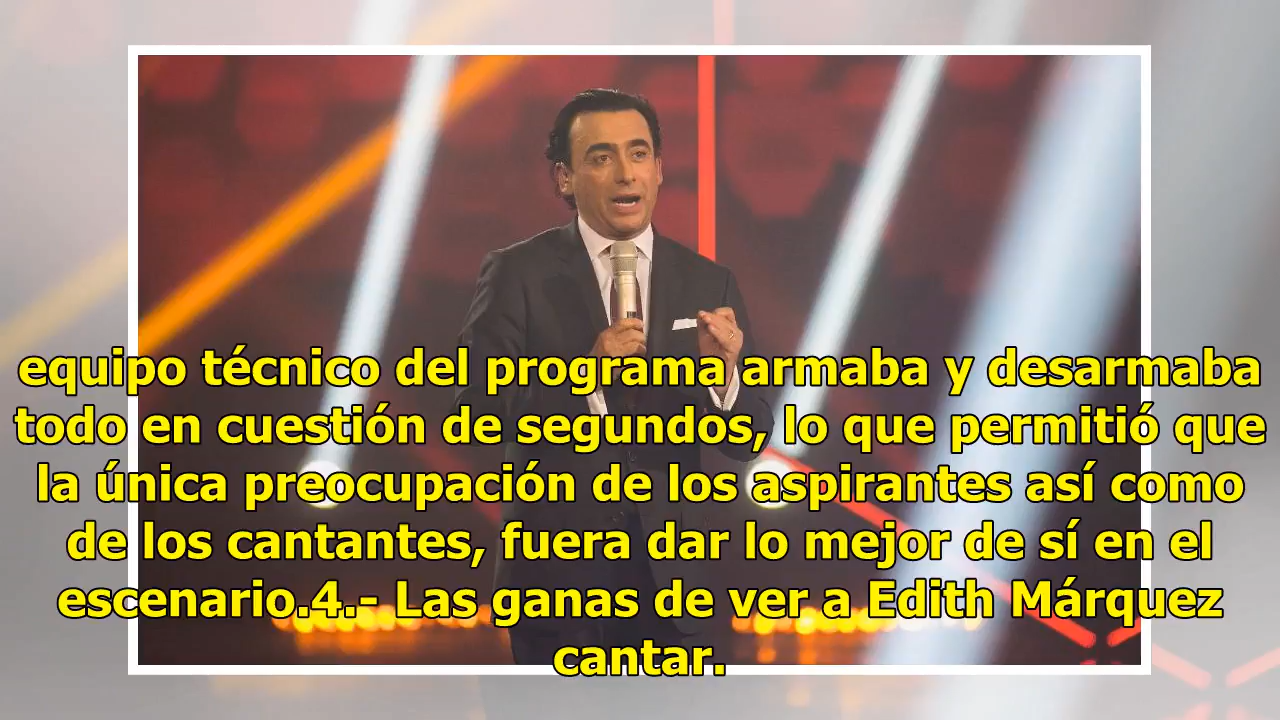 equipo técnico del programa armaba y desarmaba
todo en cuestión de segundos, lo que permitió que
la única preocupación de los aspirantes así como
de los cantantes, fuera dar lo mejor de sí en el
escenario.4.- Las ganas de ver a Edith Márquez
cantar.